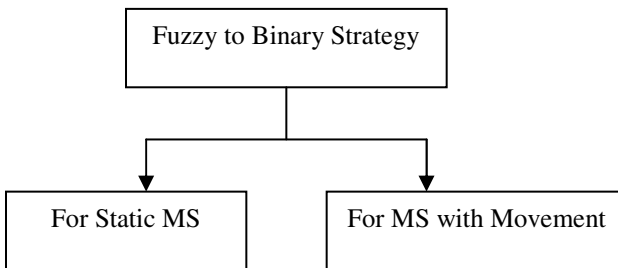 Fuzzy to Binary Strategy
For Static MS
For MS with Movement